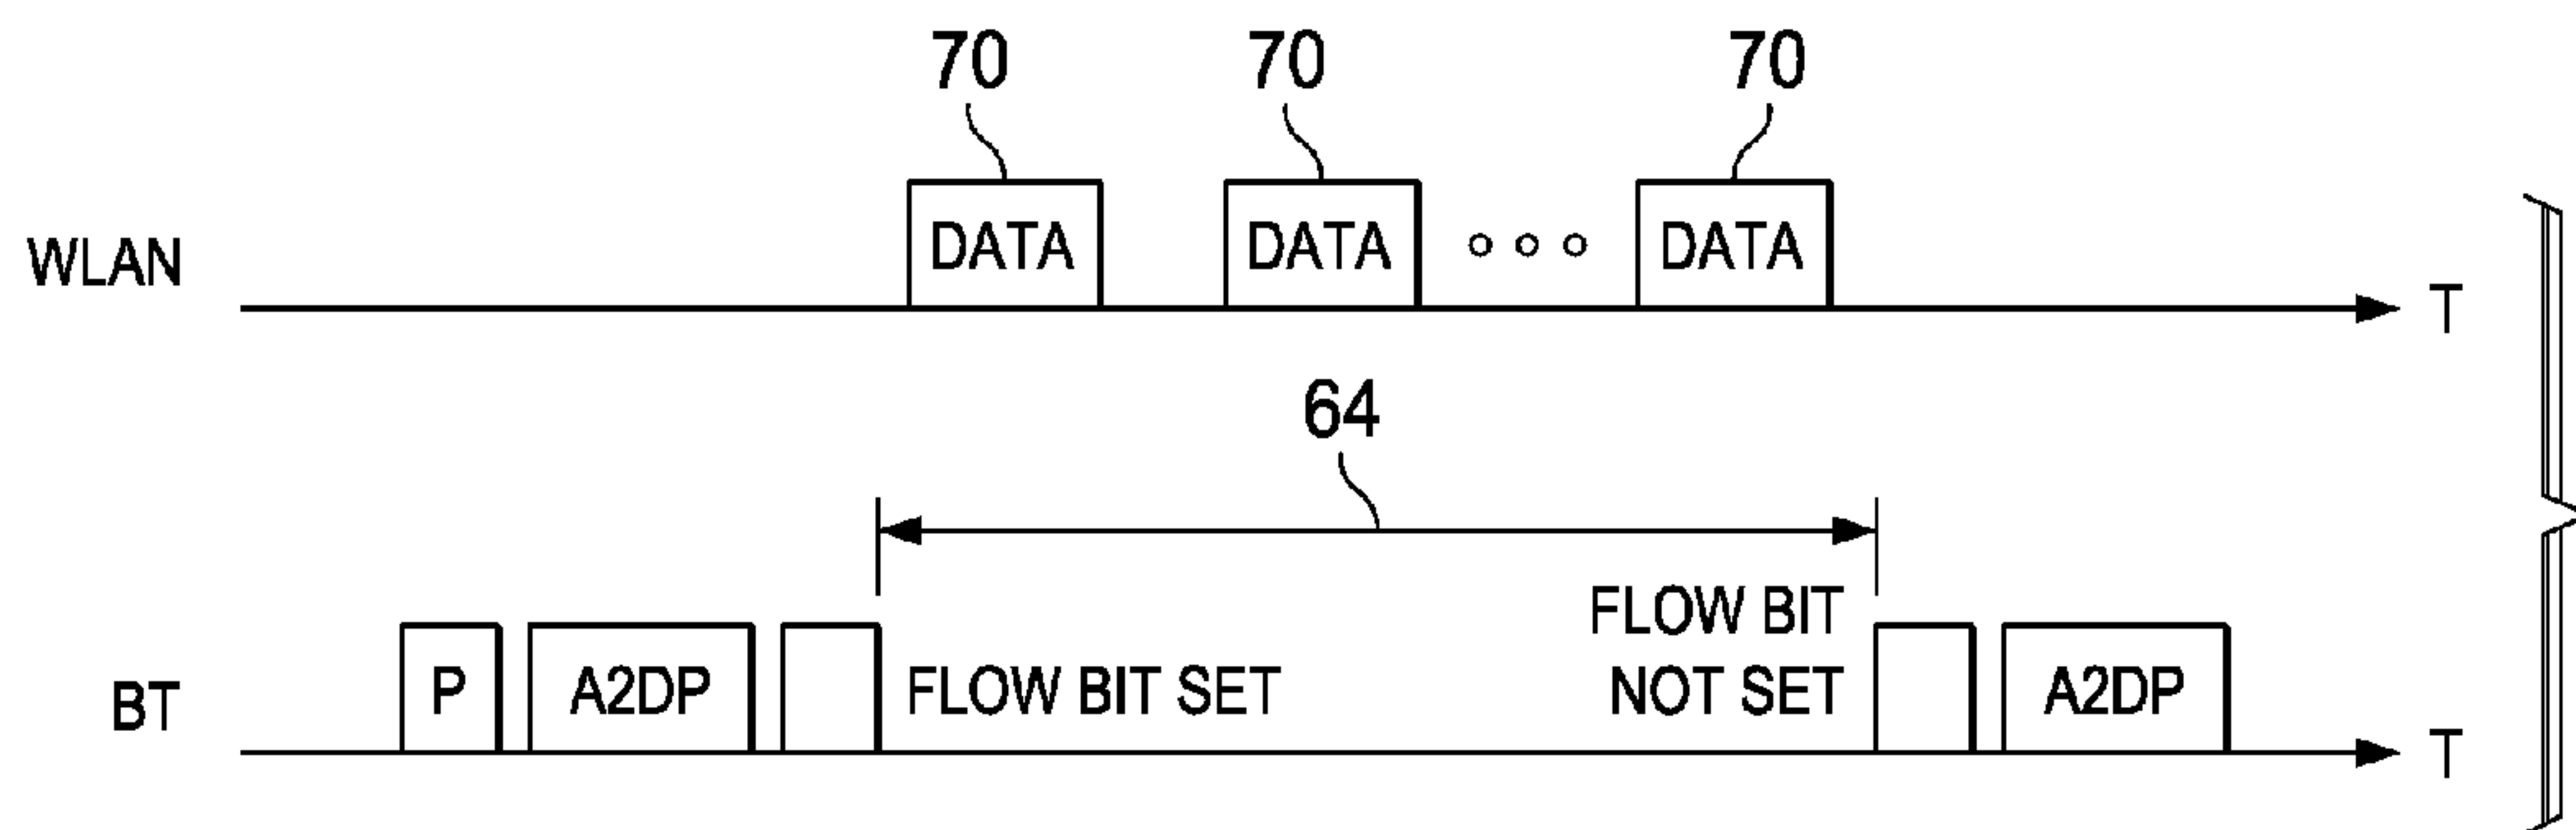 70 70 70
DATA DATA DATA
WLAN
T
64
FLOW BIT
P A2DP FLOW BIT SET NOT SET A2DP
BT
T